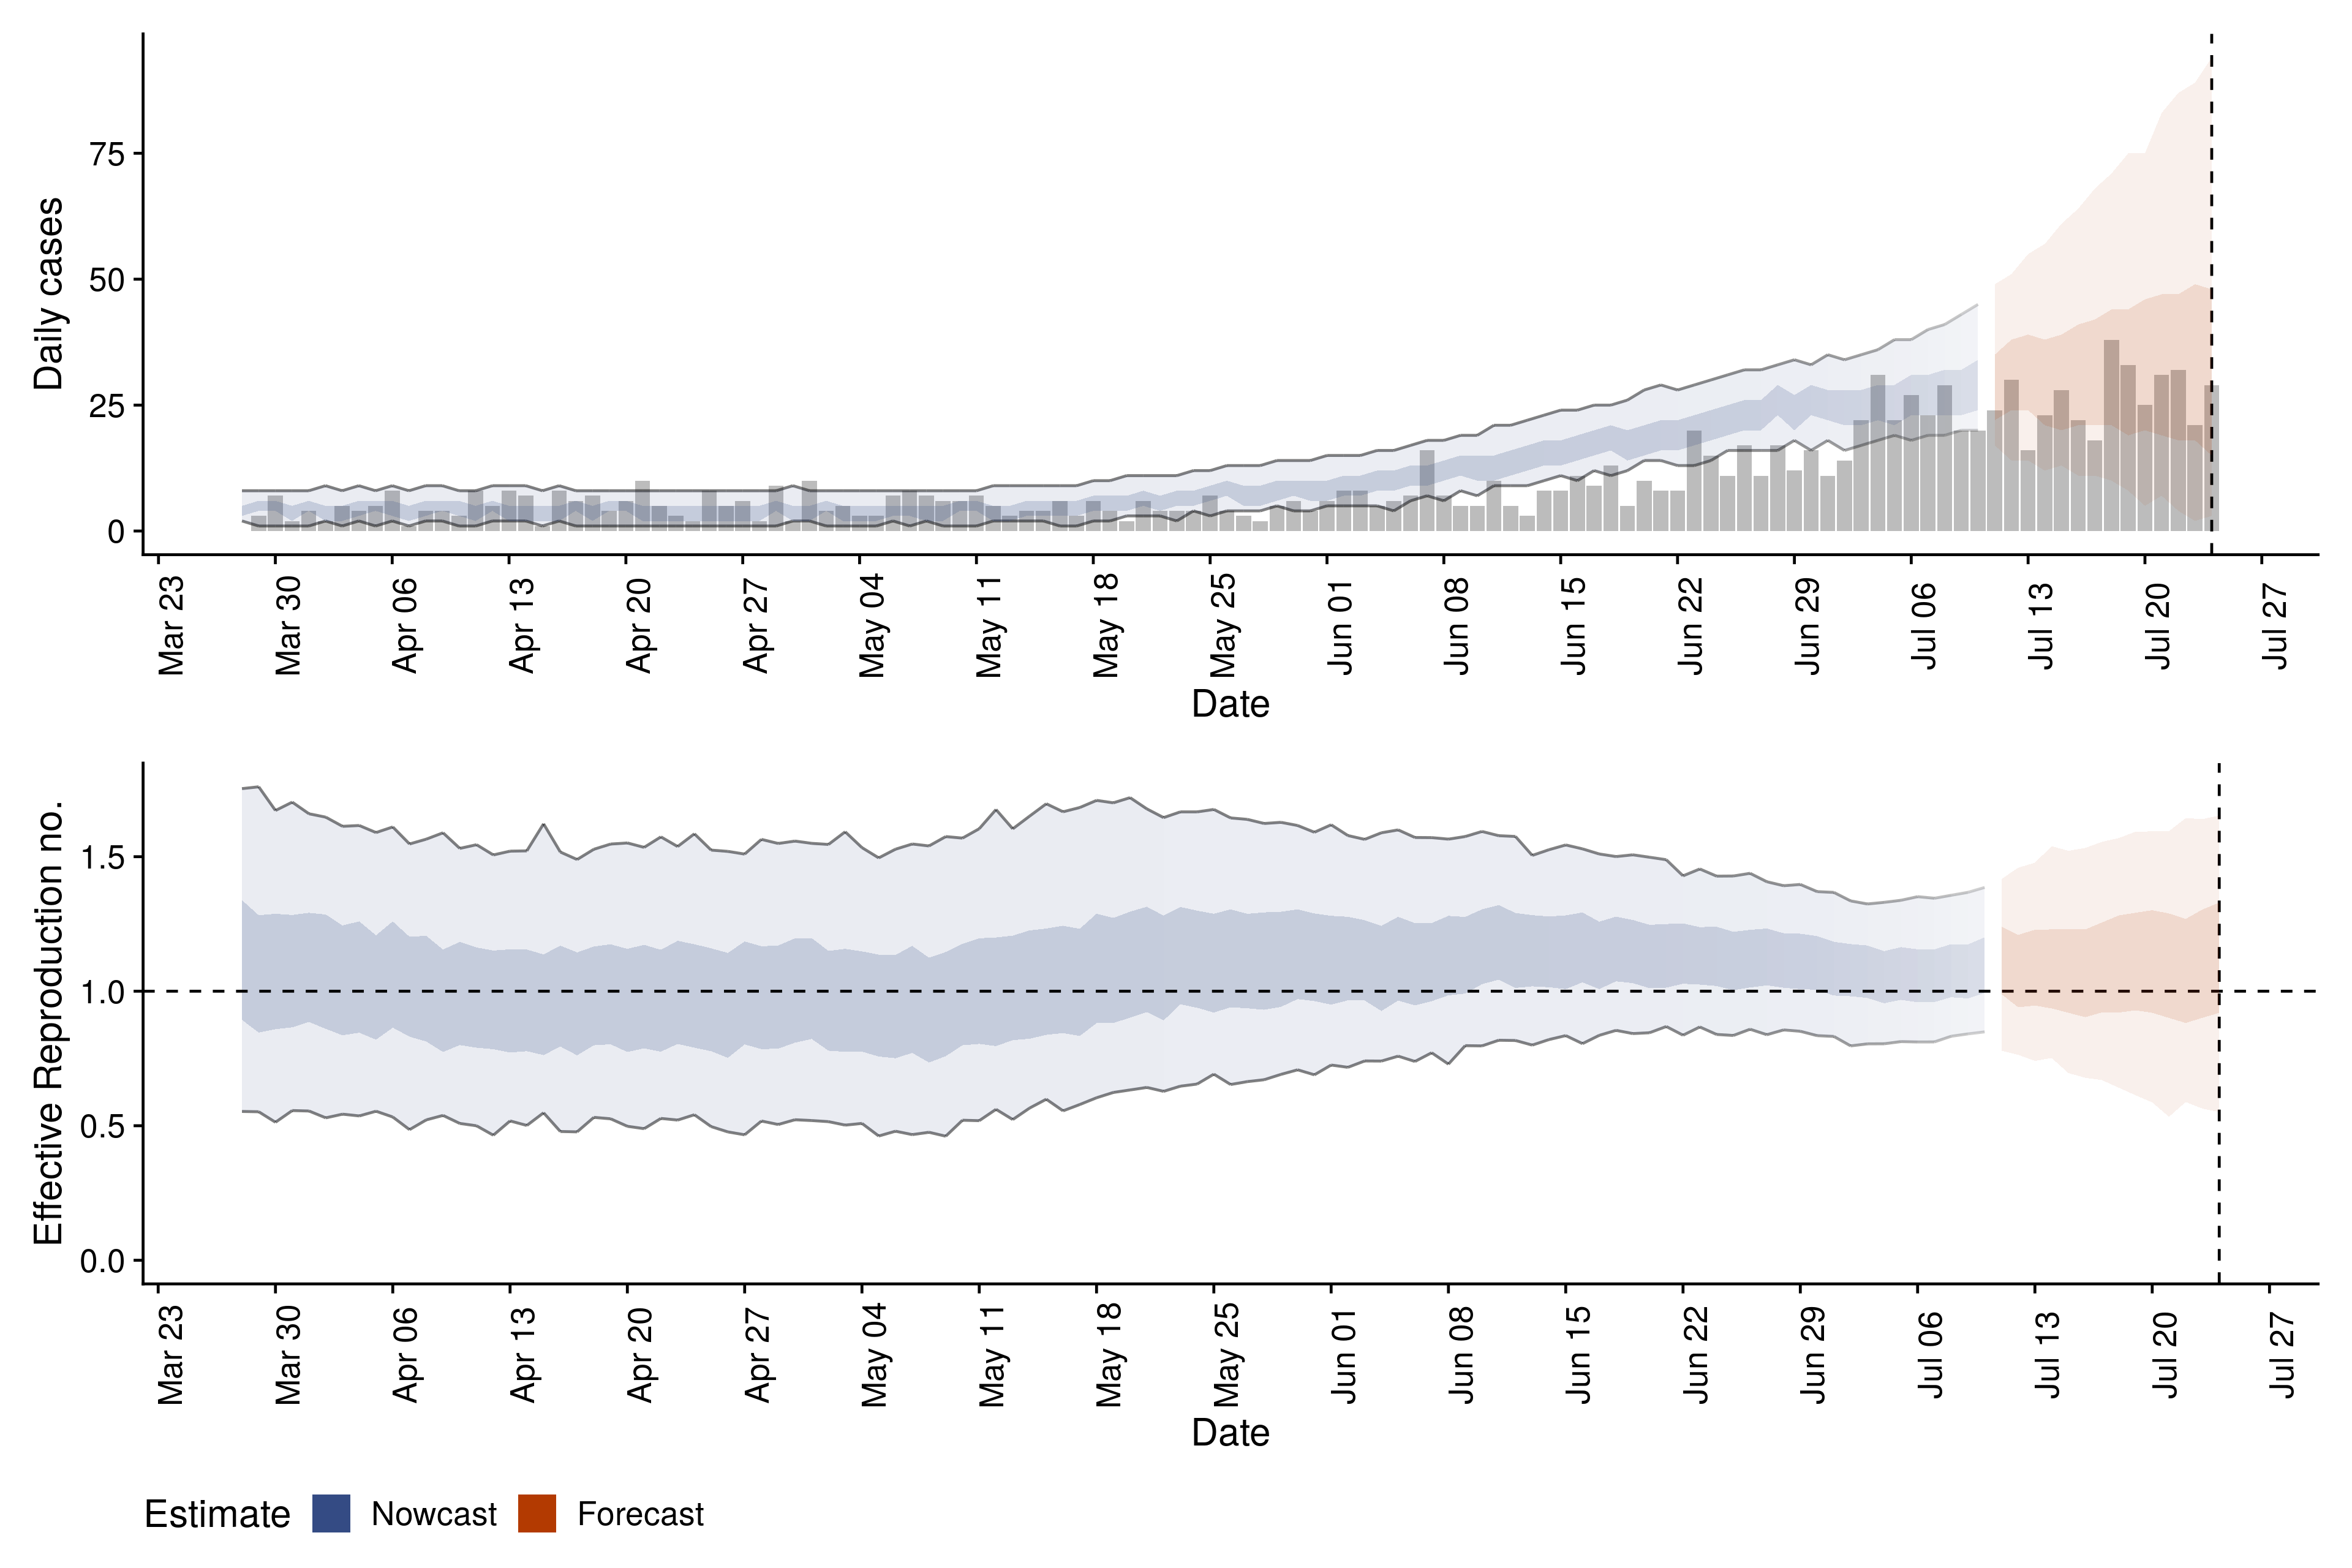 Daily cases
75
50
25
0
Mar 23
Mar 30
Apr 06
Apr 13
Apr 20
Apr 27
May 04
May 11
May 18
May 25
Jun 01
Jun 08
Jun 15
Jun 22
Jun 29
Jul 06
Jul 13
Jul 20
Jul 27
Date
Effective Reproduction no.
1.5
1.0
0.5
0.0
Mar 23
Mar 30
Apr 06
Apr 13
Apr 20
Apr 27
May 04
May 11
May 18
May 25
Jun 01
Jun 08
Jun 15
Jun 22
Jun 29
Jul 06
Jul 13
Jul 20
Jul 27
Date
Estimate Nowcast Forecast